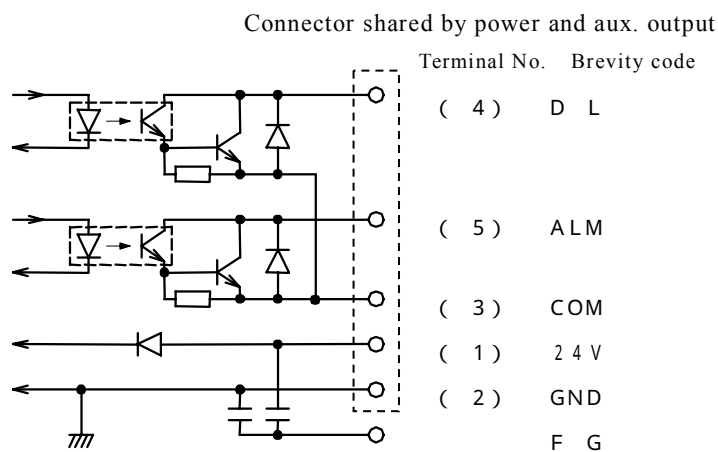 Connector shared by power and aux. output
Terminal No. Brevity code
( 4 ) D L
( 5 ) ALM
( 3 ) COM
( 1 ) 24V
( 2 ) GND
F G